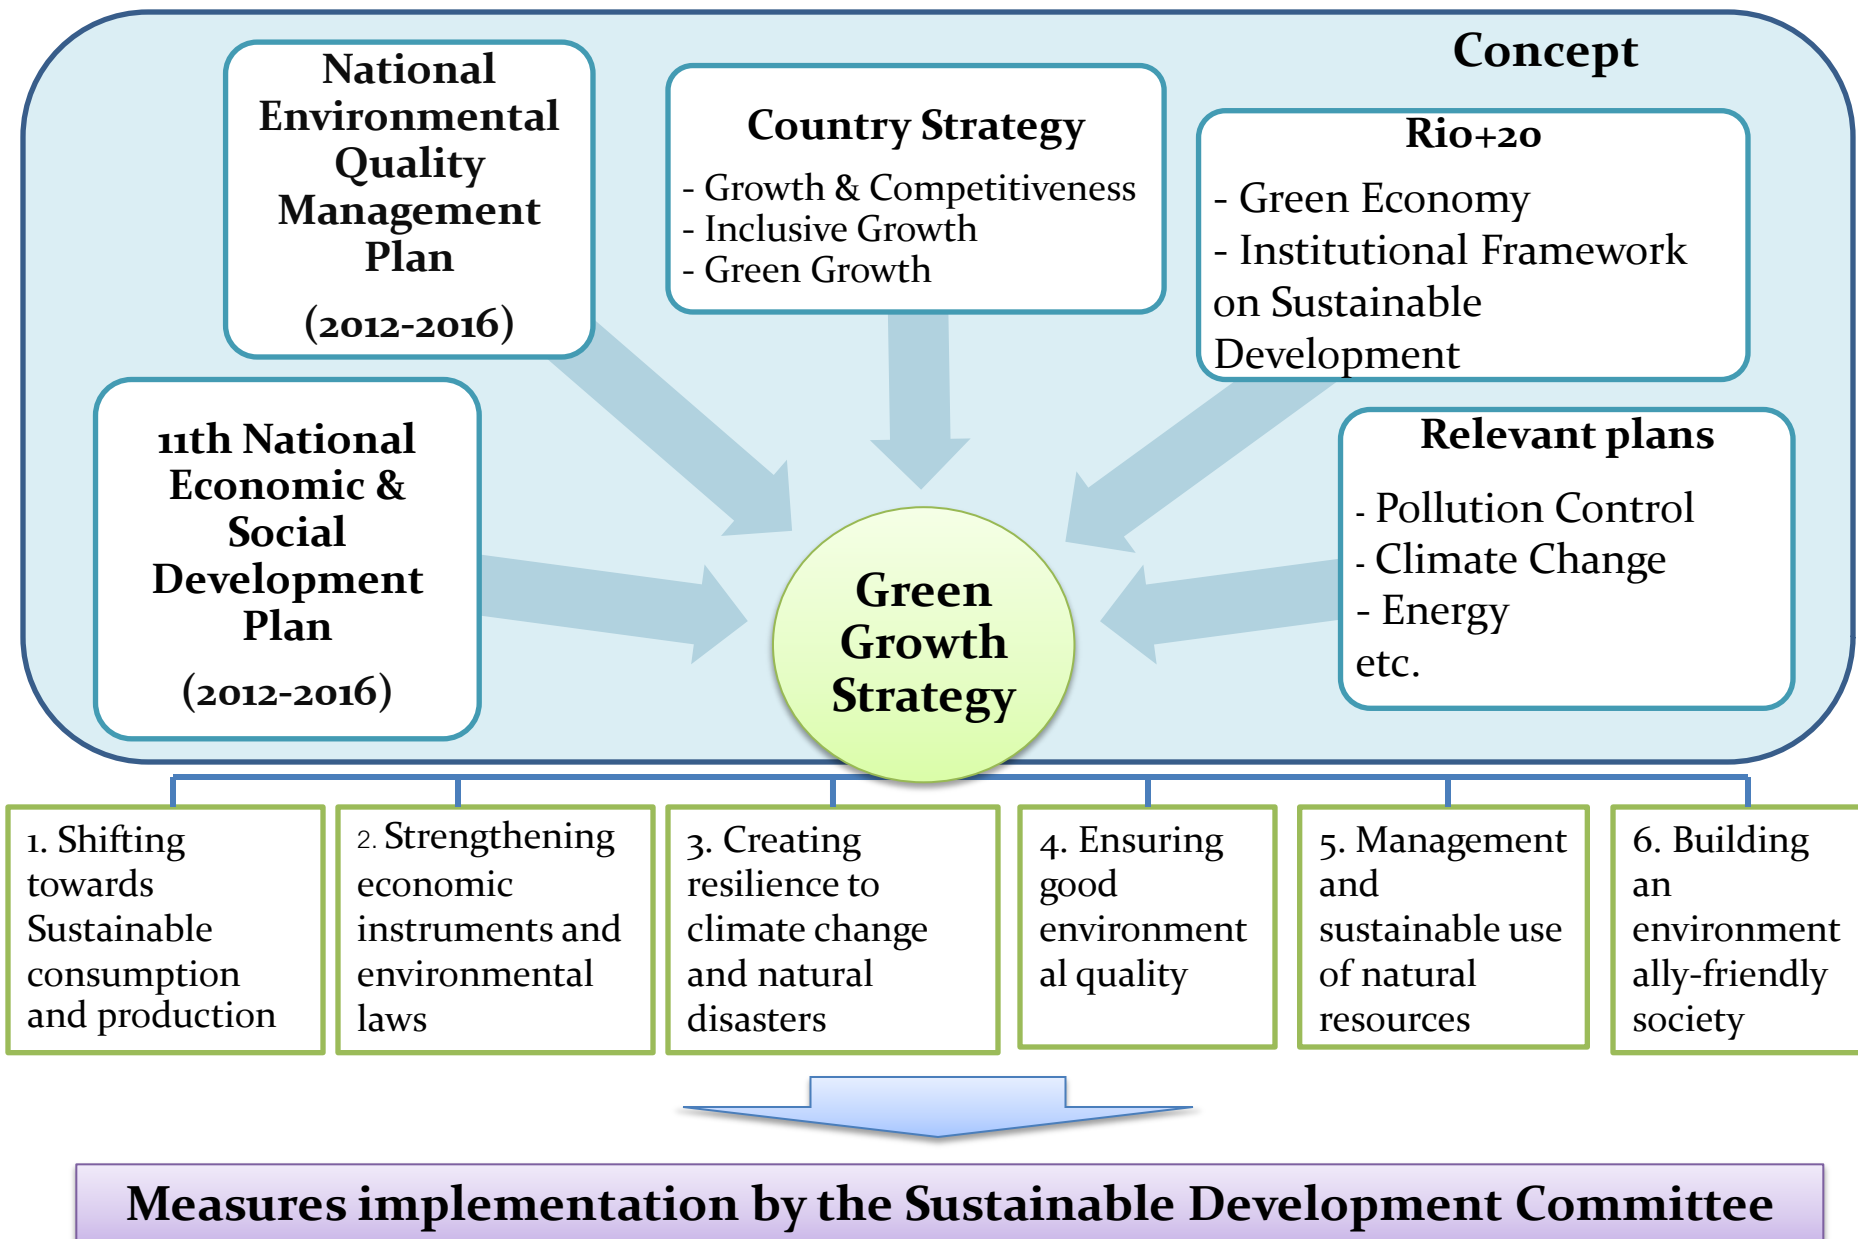 Concept
National
Environmental
Quality
Management
Plan
(2012-2016)
Country Strategy
- Growth & Competitiveness
- Inclusive Growth
- Green Growth
Rio+20
- Green Economy
- Institutional Framework
on Sustainable
Development
11th National
Economic &
Social
Development
Plan
(2012-2016)
Relevant plans
- Pollution Control
- Climate Change
- Energy
etc.
Green
Growth
Strategy
1. Shifting
towards
Sustainable
consumption
and production
2. Strengthening
economic
instruments and
environmental
laws
3. Creating
resilience to
climate change
and natural
disasters
4. Ensuring
good
environment
al quality
5. Management
and
sustainable use
of natural
resources
6. Building
an
environment
ally-friendly
society
Measures implementation by the Sustainable Development Committee